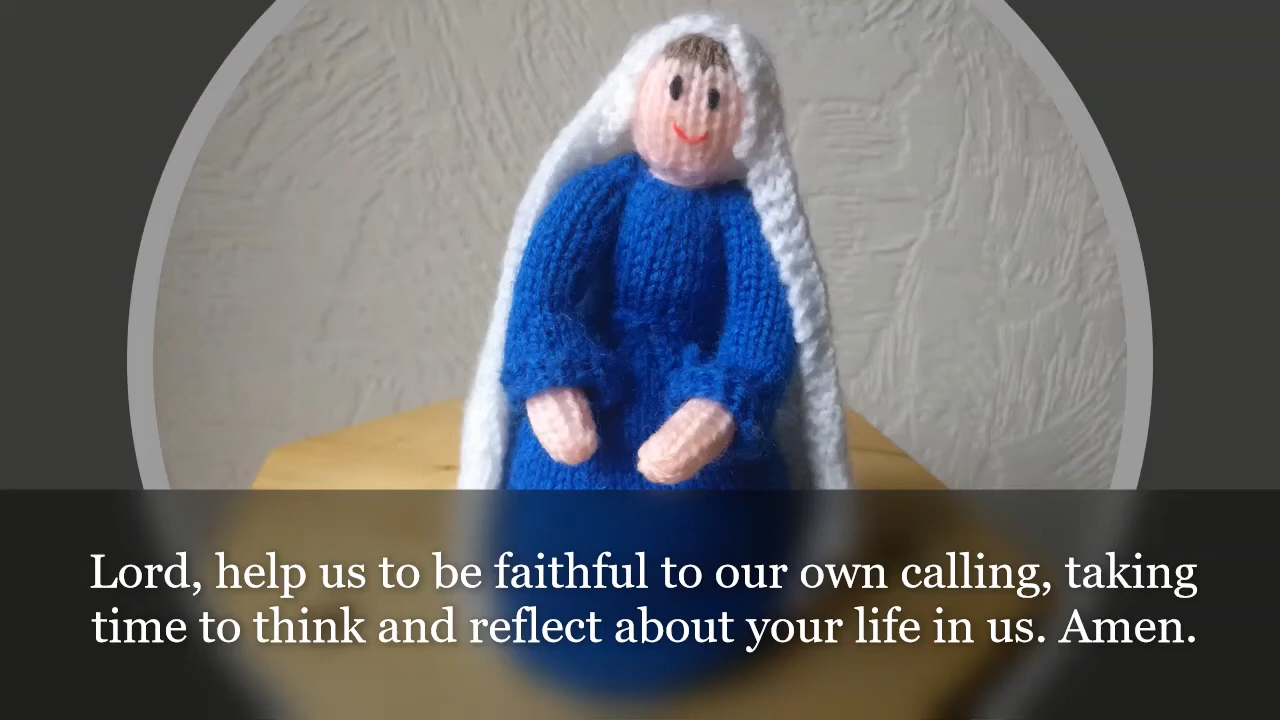 Lord, help us to be faithful to our own calling, taking
time to think and reflect about your life in us. Amen.